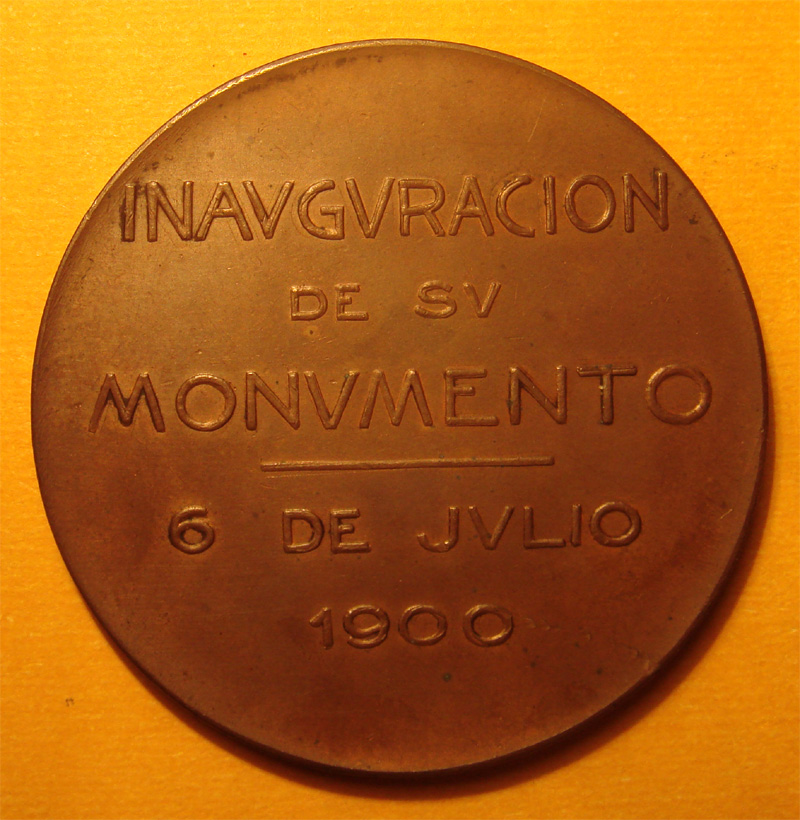 INAVGVRACION
DE SV
MONVMENTO
6 DE JVLIO
1900